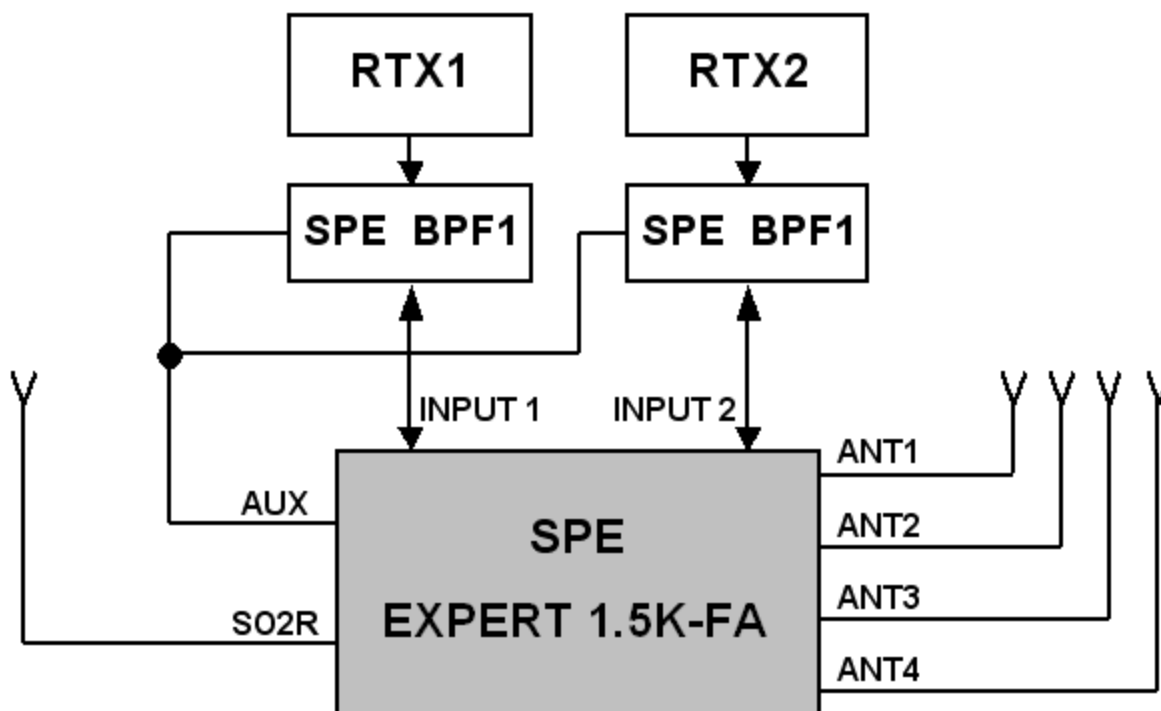 RTX1
RTX2
SPE BPF1
SPE BPF1
INPUT 1
INPUT 2
ANT1
AUX
SPE
ANT2
SO2R
EXPERT 1.5K-FA
ANT3
ANT4